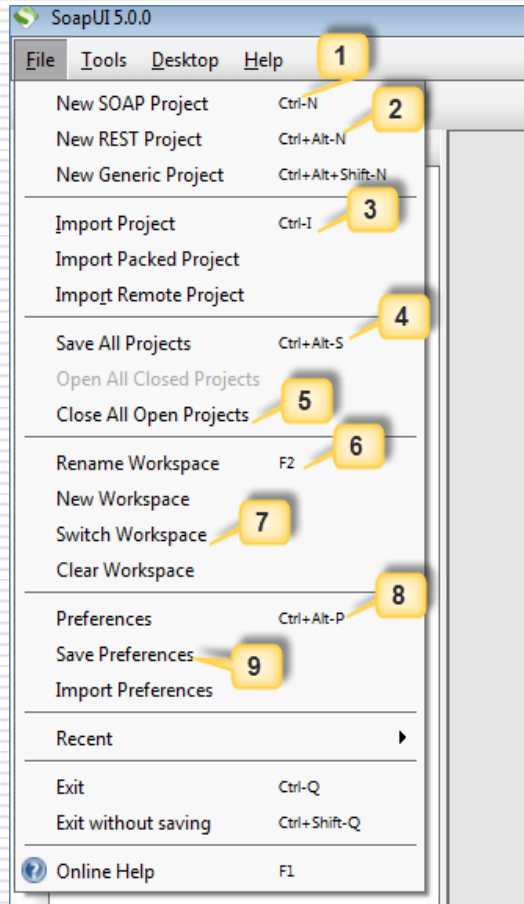 SoapUI 5.0.0
File Tools Desktop Help 1
New SOAP Project Ctrl-N
2
New REST Project Ctrl+Alt-N
New Generic Project Ctrl+Alt+Shift-N
3
Import Project Ctrl-I
Import Packed Project
Import Remote Project
4
Save All Projects Ctrl+Alt-S
Open All Closed Projects
5
Close All Open Projects
6
Rename Workspace F2
New Workspace
7
Switch Workspace
Clear Workspace
8
Preferences Ctrl+Alt-P
Save Preferences 9
Import Preferences
Recent
Exit Ctrl-Q
Exit without saving Ctrl+Shift-Q
? Online Help F1